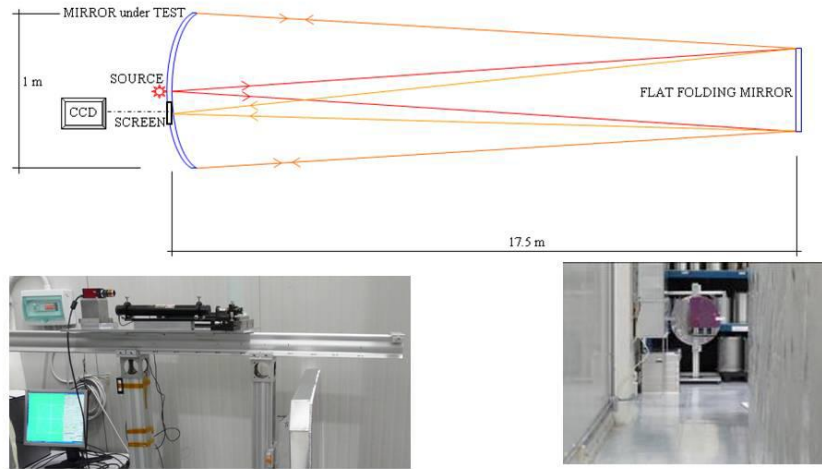 MIRROR under TEST
SOURCE
1 m
CCD
SCREEN
FLAT FOLDING MIRROR
17.5 m